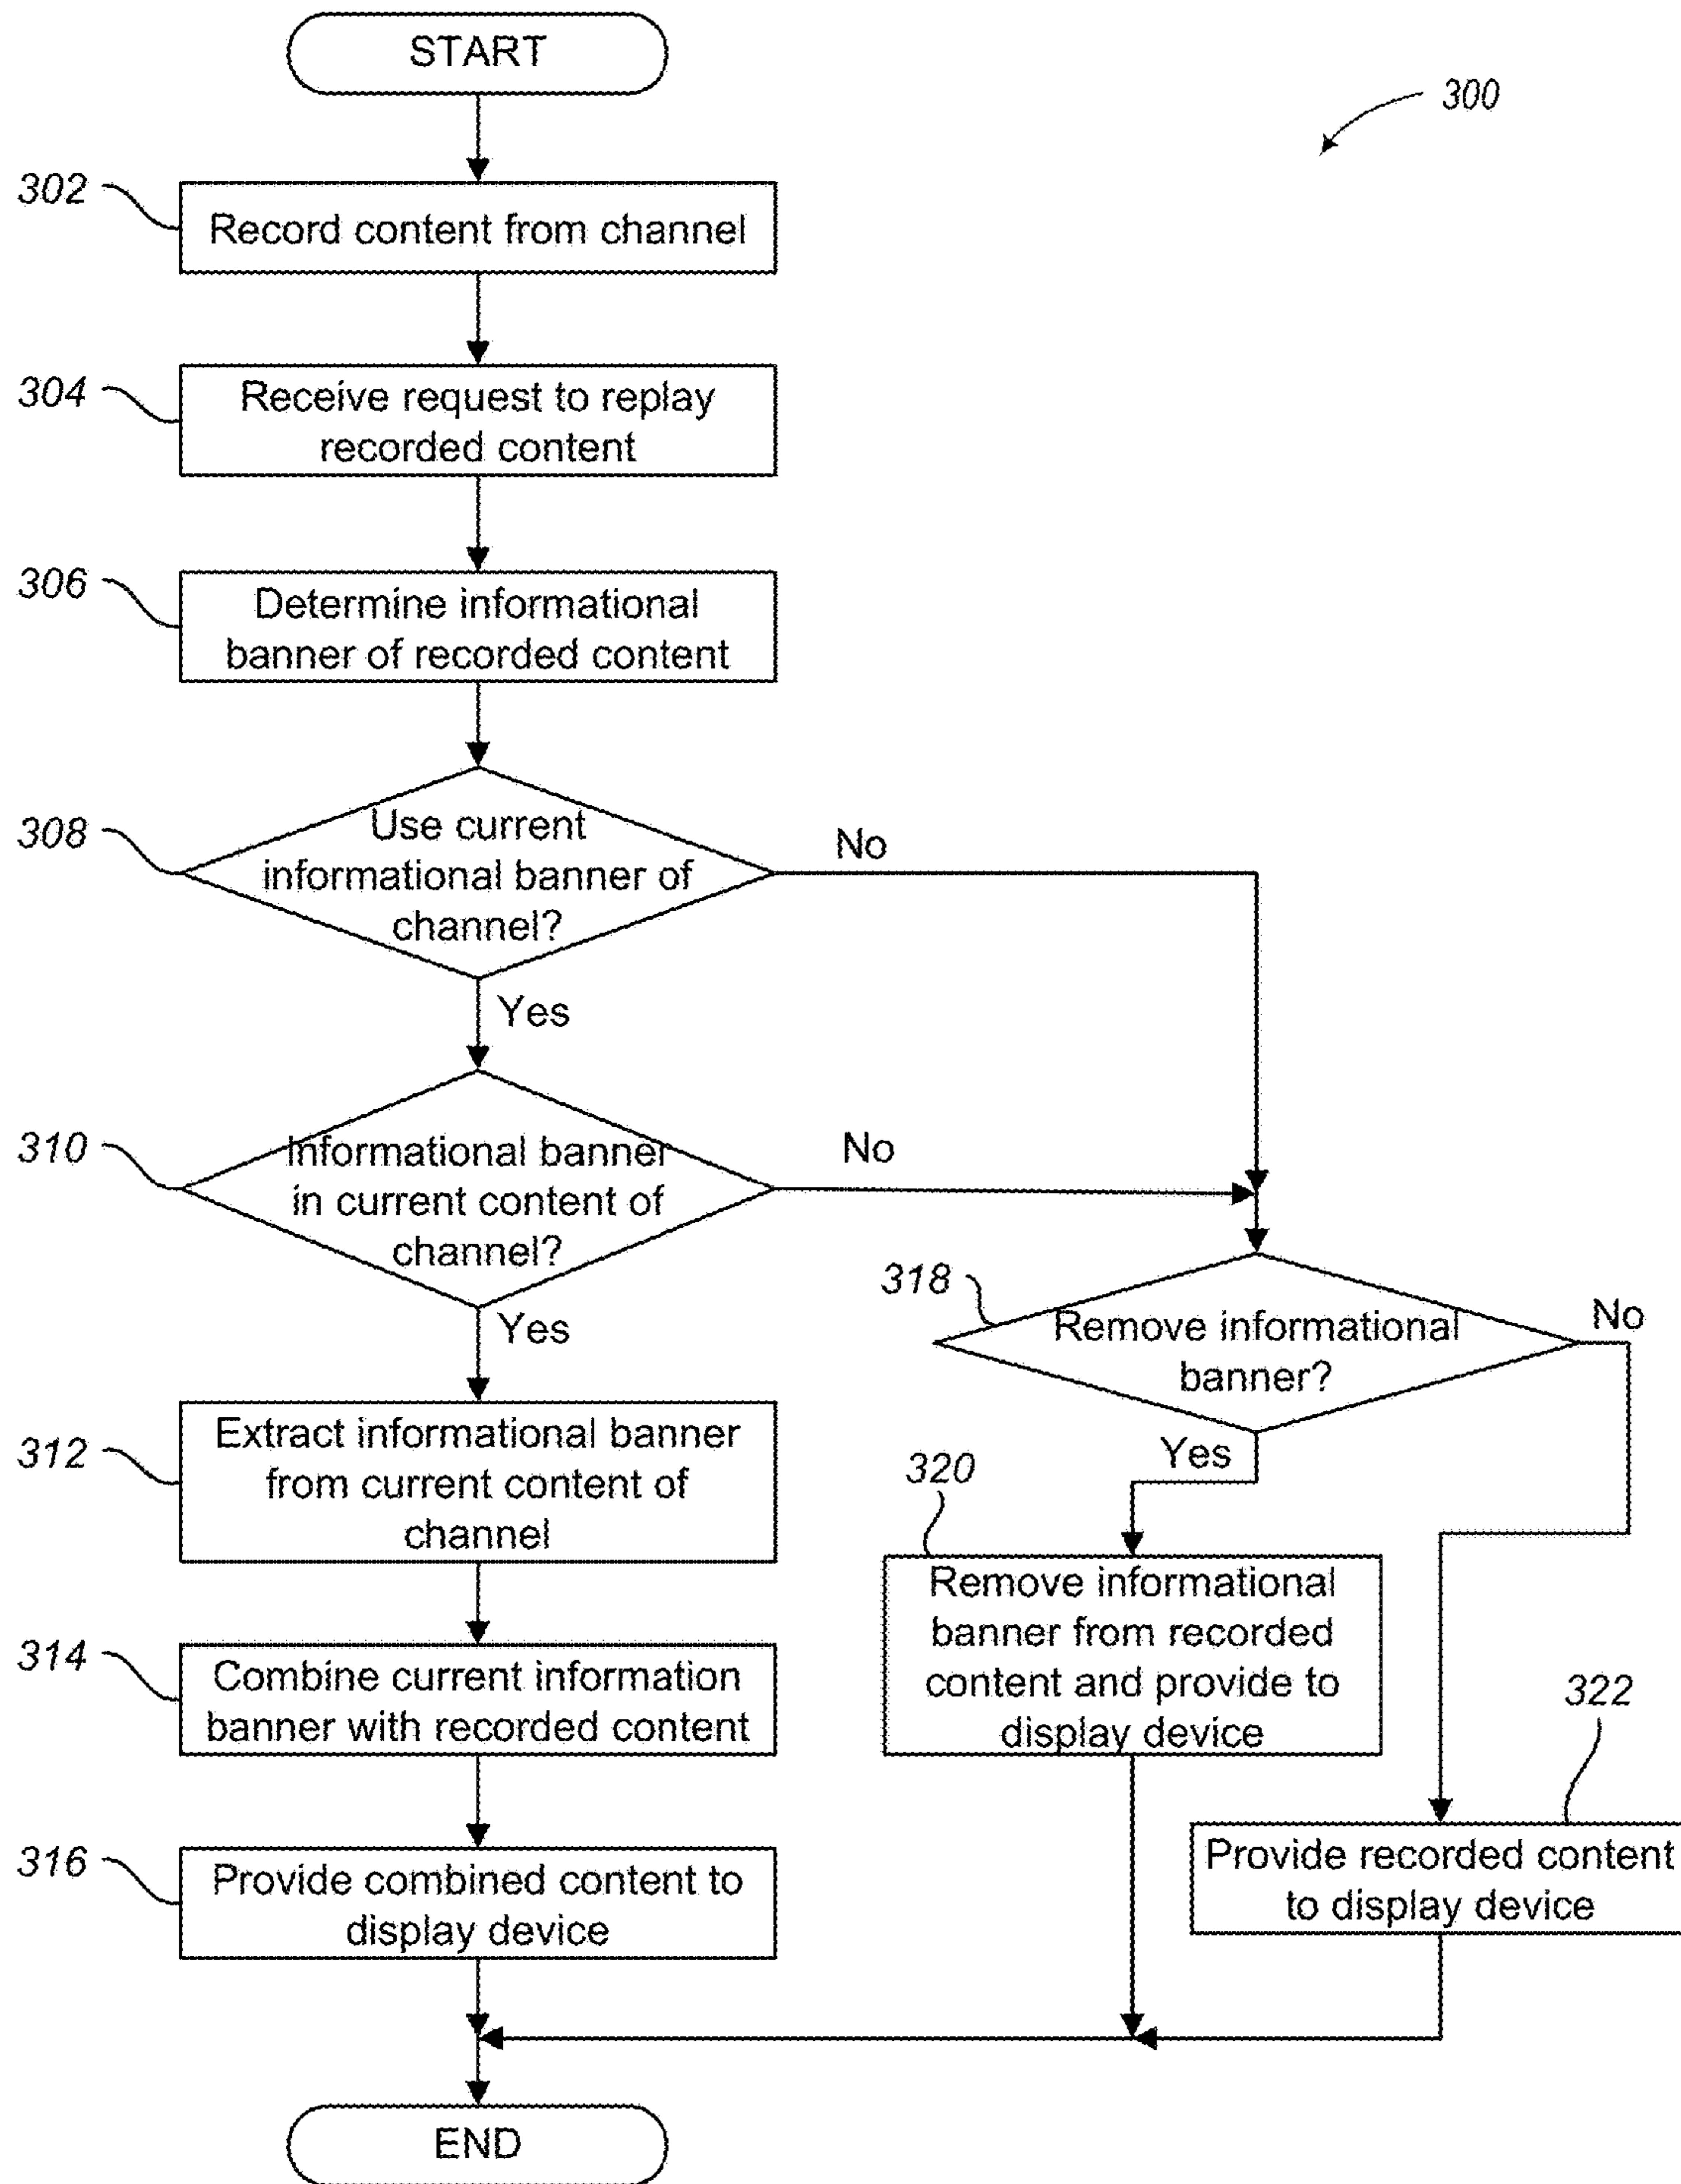 START
300
302
Record content from channel
304
Receive request to replay
recorded content
306
Determine informational
banner of recorded content
308
Use current
informational banner of
channel?
No
Yes
310
Informational banner
in current content of
channel?
No
Yes
318
Remove informational
banner?
No
Yes
312
Extract informational banner
from current content of
channel
320
Remove informational
banner from recorded
content and provide to
display device
314
Combine current information
banner with recorded content
322
Provide recorded content
to display device
316
Provide combined content to
display device
END